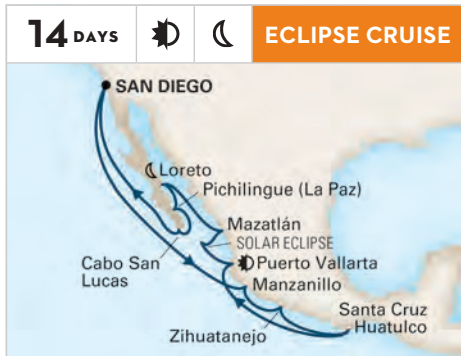 14 DAYS
ECLIPSE CRUISE
SAN DIEGO
Loreto
Pichilingue (La Paz)
Mazatlán
SOLAR ECLIPSE
Puerto Vallarta
Cabo San
Lucas
Manzanillo
Santa Cruz
Huatulco
Zihuatanejo